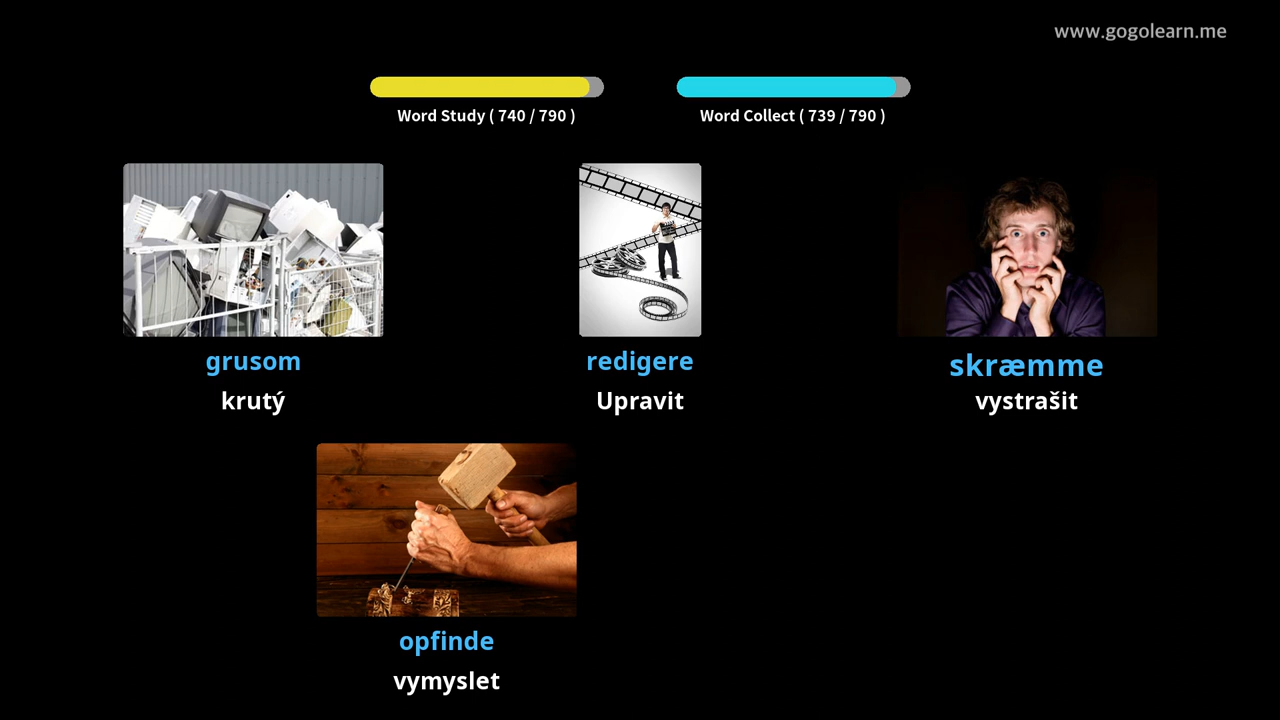 www.gogolearn.me
Word Study ( 740 / 790 )
Word Collect ( 739 / 790 )
grusom
krutý
redigere
Upravit
skræmme
vystrašit
opfinde
vymyslet